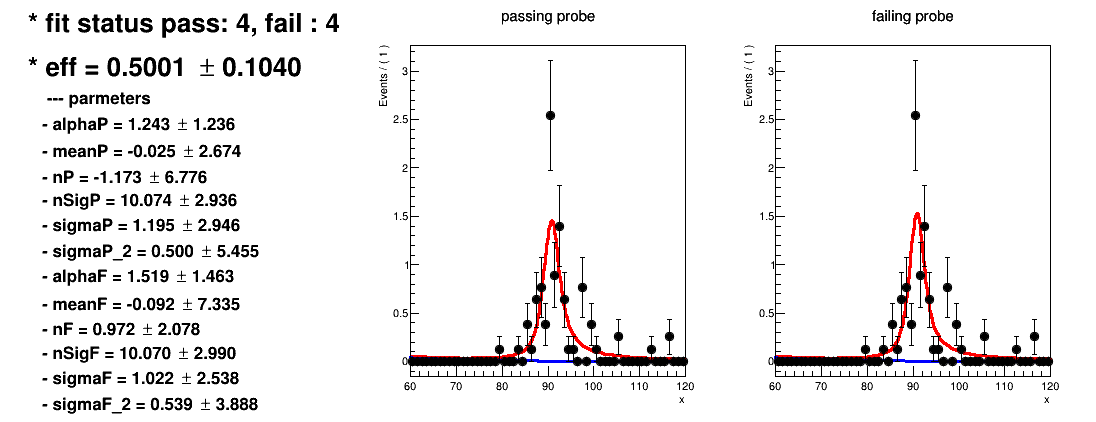 * fit status pass: 4, fail : 4
* eff = 0.5001 ± 0.1040
--- parmeters
- alphaP = 1.243 ± 1.236
- meanP = -0.025 ± 2.674
- nP = -1.173 ± 6.776
- nSigP = 10.074 ± 2.936
- sigmaP = 1.195 ± 2.946
- sigmaP_2 = 0.500 ± 5.455
- alphaF = 1.519 ± 1.463
- meanF = -0.092 ± 7.335
- nF = 0.972 ± 2.078
- nSigF = 10.070 ± 2.990
- sigmaF = 1.022 ± 2.538
- sigmaF_2 = 0.539 ± 3.888
passing probe
Events / ( 1 )
3
2.5
2
1.5
1
0.5
0
60 70 80 90 100 110 120
x
failing probe
Events / ( 1 )
3
2.5
2
1.5
1
0.5
0
60 70 80 90 100 110 120
x